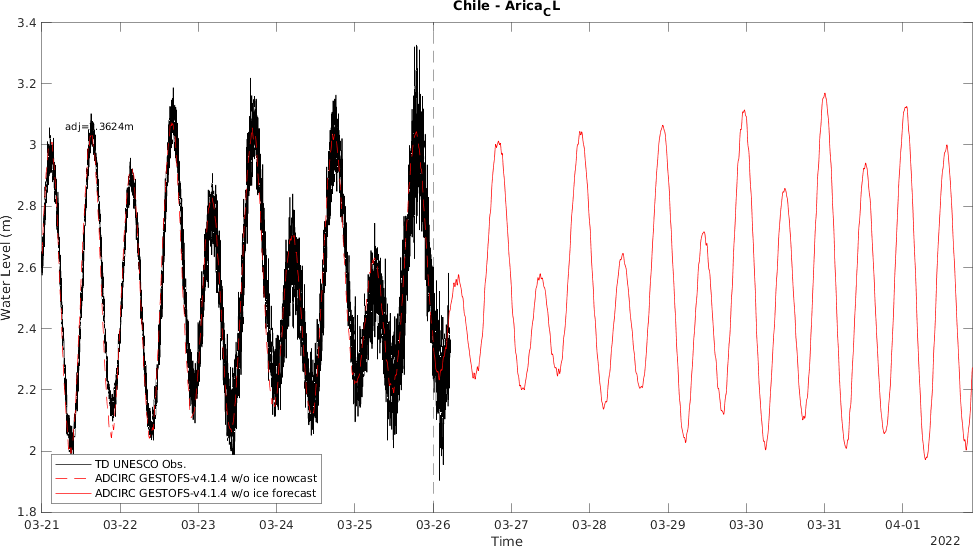 Chile - Arica_CL
3.4
3.2
3
2.8
2.6
2.4
2.2
2
1.8
Water Level (m)
.3624m
TD UNESCO Obs.
ADCIRC GESTOFS-v4.1.4 w/o ice nowcast
ADCIRC GESTOFS-v4.1.4 w/o ice forecast
03-21 03-22 03-23 03-24 03-25 03-26 03-27 03-28 03-29 03-30 03-31 04-01
Time
2022